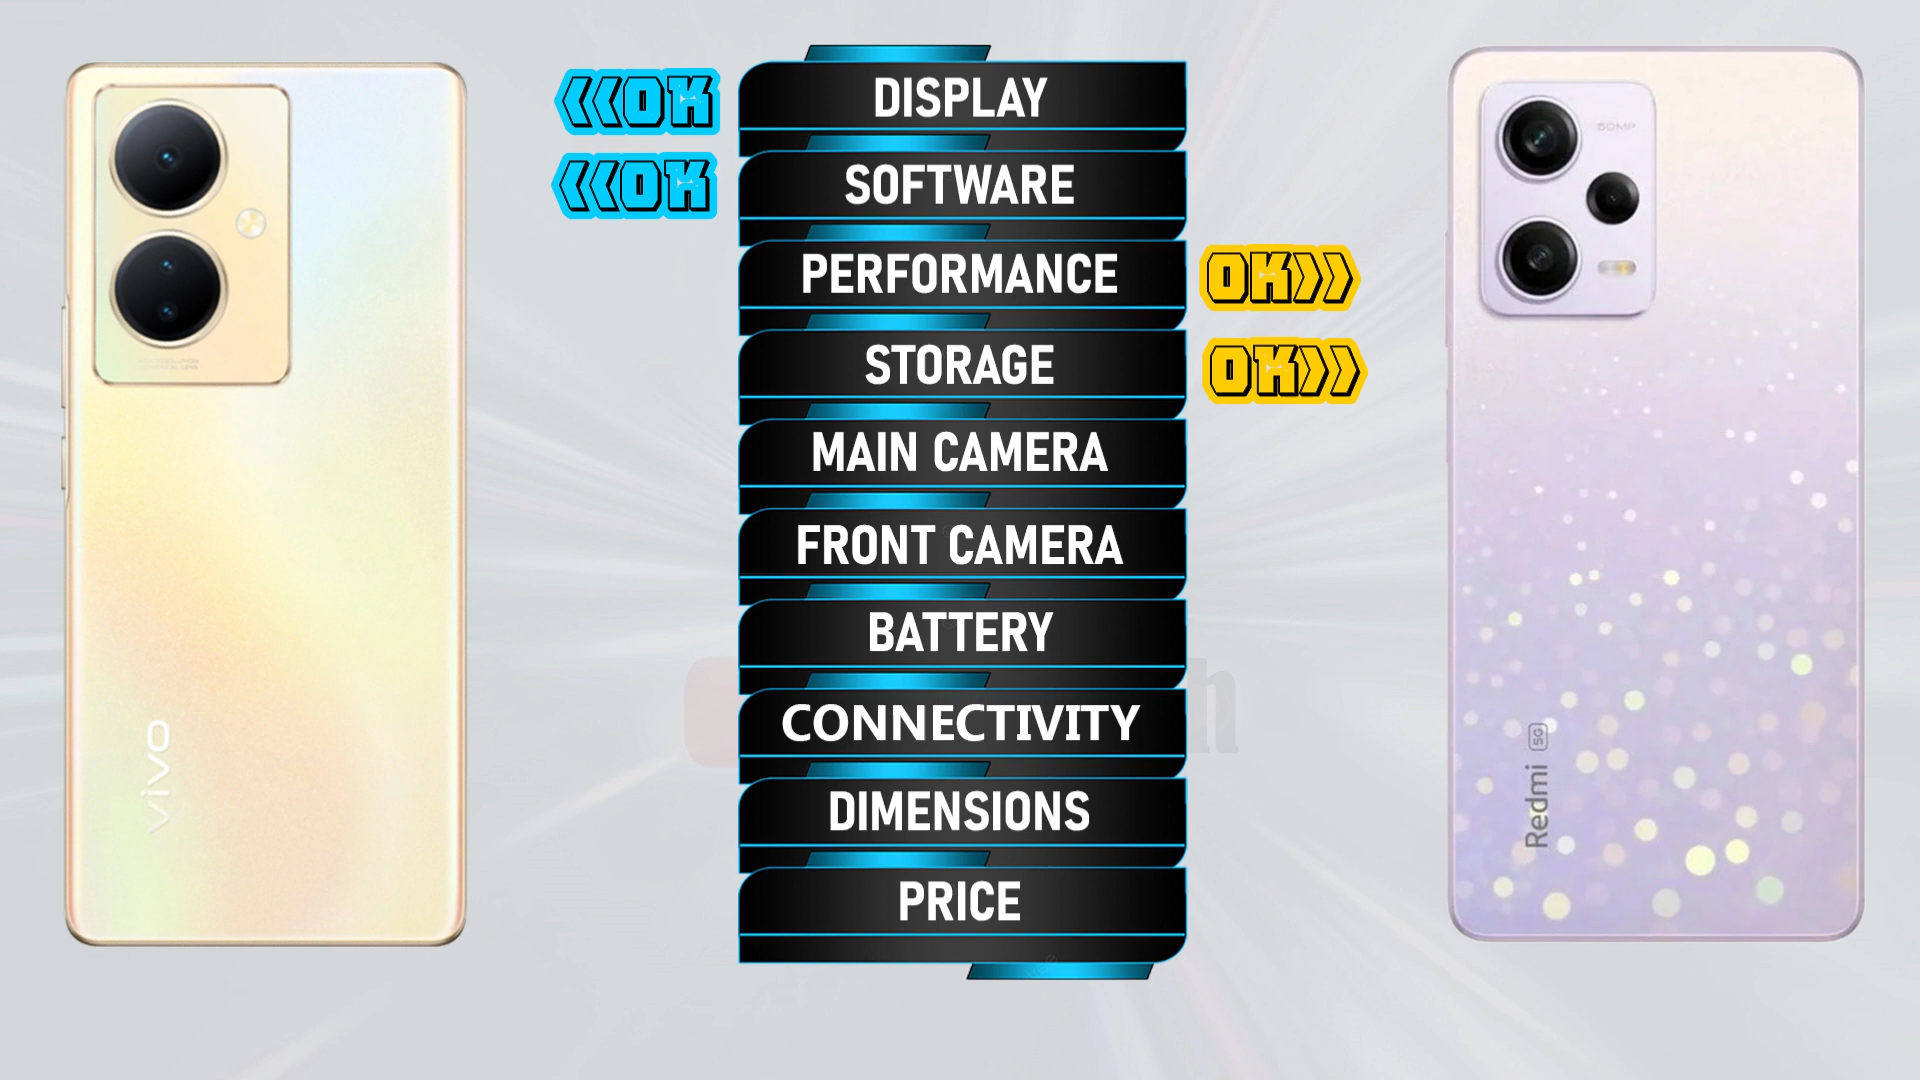 <<OK
DISPLAY
<<OK
SOFTWARE
PERFORMANCE
OK>>
STORAGE
OK>>
MAIN CAMERA
FRONT CAMERA
BATTERY
CONNECTIVITY
DIMENSIONS
PRICE
vivo
50MP
Redmi 5G